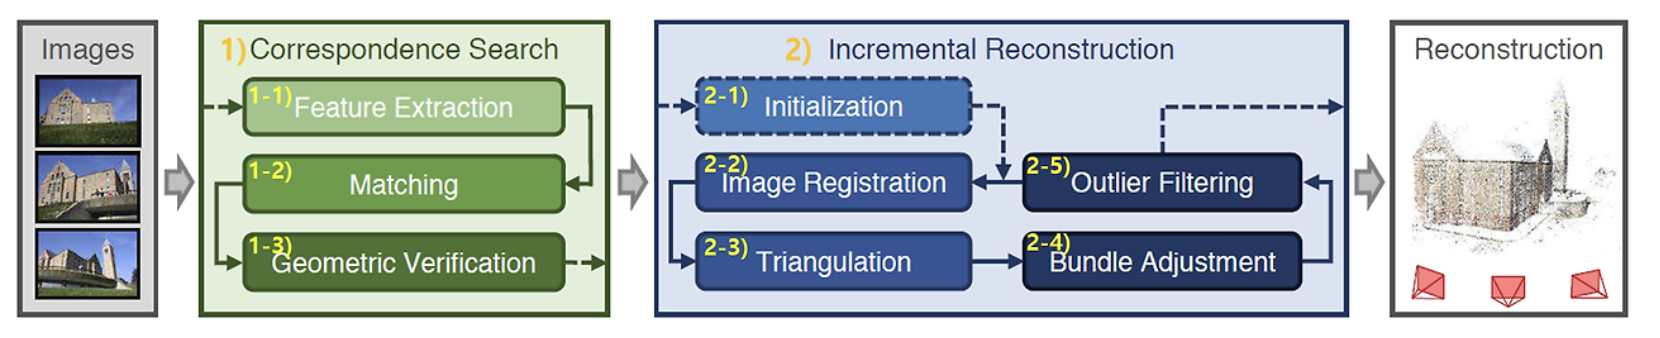 Images
1) Correspondence Search
1-1) Feature Extraction
1-2) Matching
1-3) Geometric Verification
2) Incremental Reconstruction
2-1) Initialization
2-2) Image Registration
2-3) Triangulation
2-5) Outlier Filtering
2-4) Bundle Adjustment
Reconstruction